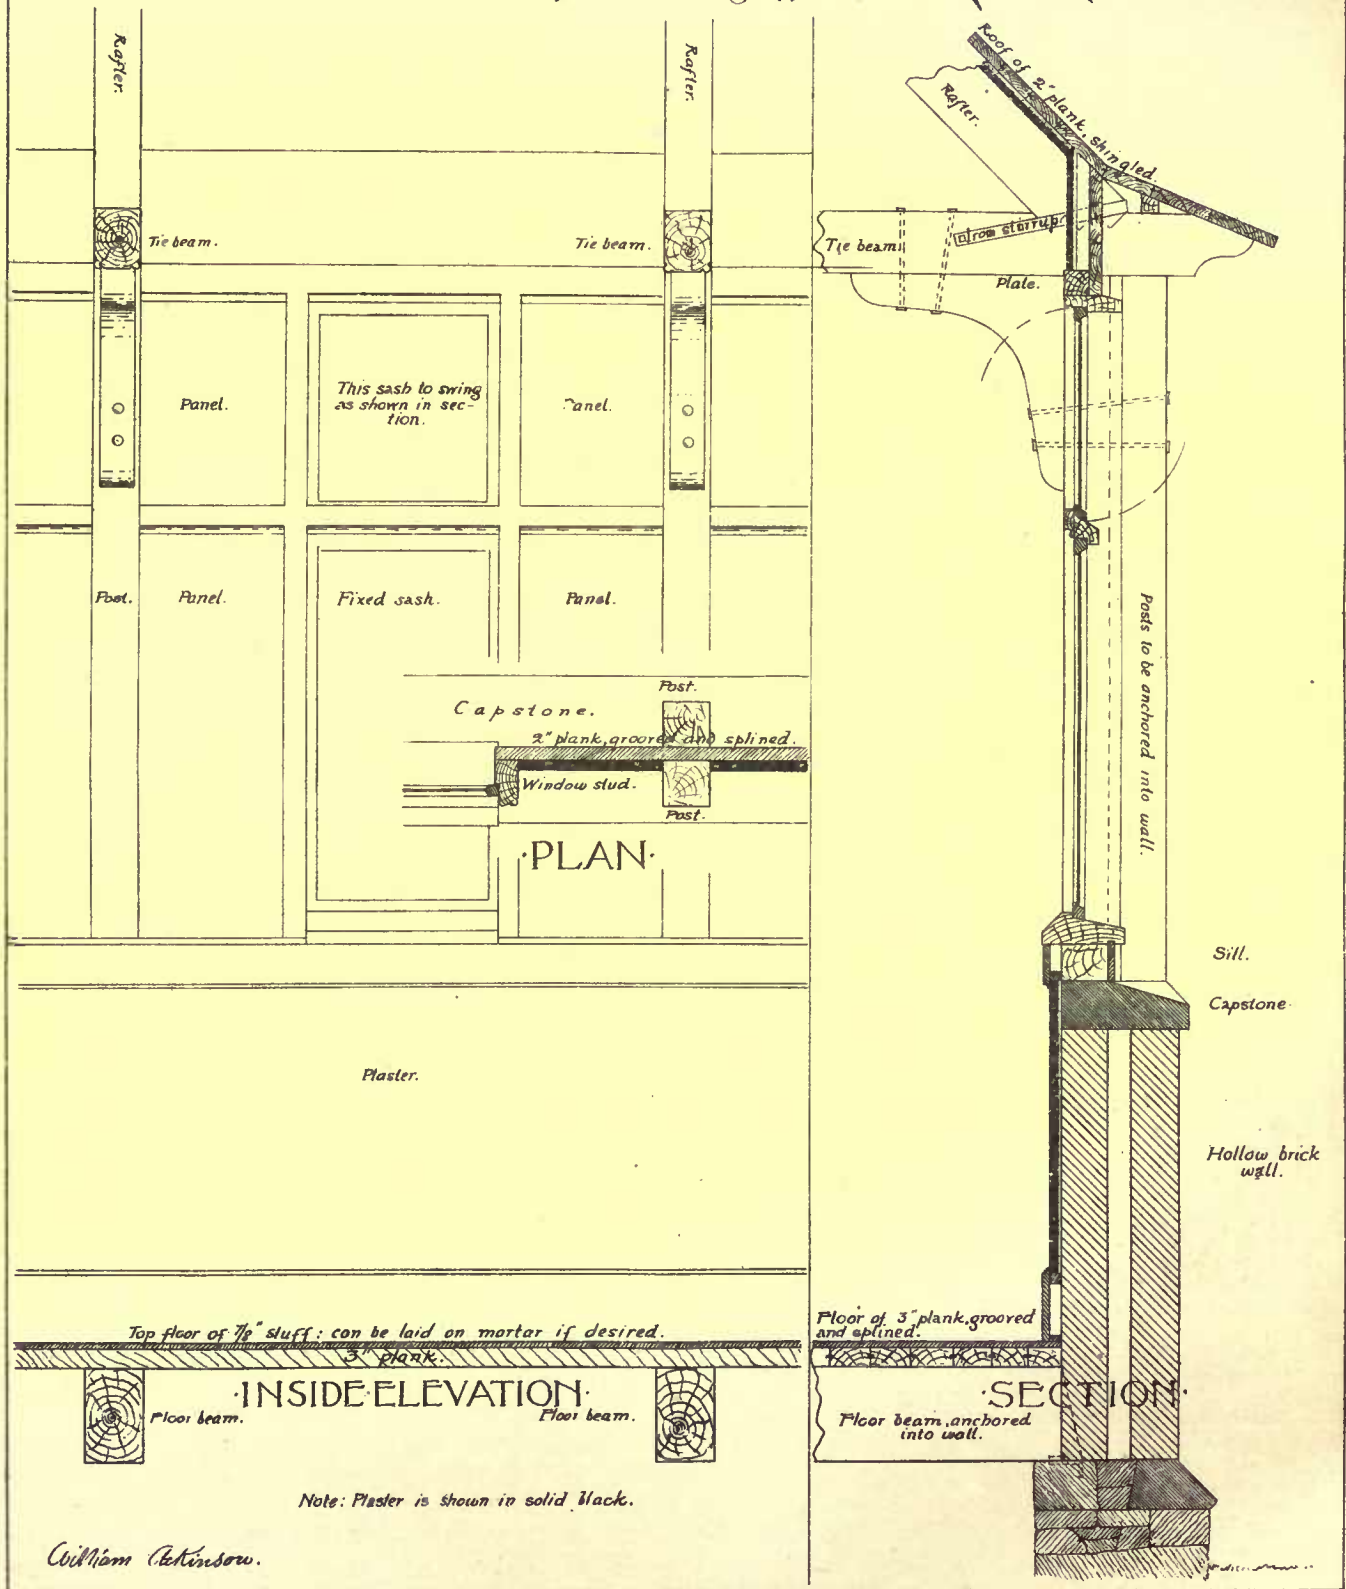 Rafter.
Rafter.
Roof of 2" plank, shingled.
Rafter.
Tie beam.
Tie beam.
Tie beam.
Iron stirrup
Plate.
Panel.
This sash to swing
as shown in sec-
tion.
Panel.
Post.
Panel.
Fixed sash.
Panel.
Posts to be anchored into wall.
Post.
Capstone.
2" plank, grooved and splined.
Window stud.
Post.
·PLAN·
Sill.
Capstone
Plaster.
Hollow brick
wall.
Top floor of 7/8" stuff: can be laid on mortar if desired.
3" plank.
Floor of 3" plank, grooved
and splined.
·INSIDE·ELEVATION·
·SECTION·
Floor beam.
Floor beam.
Floor beam, anchored
into wall.
Note: Plaster is shown in solid black.
William Atkinson.